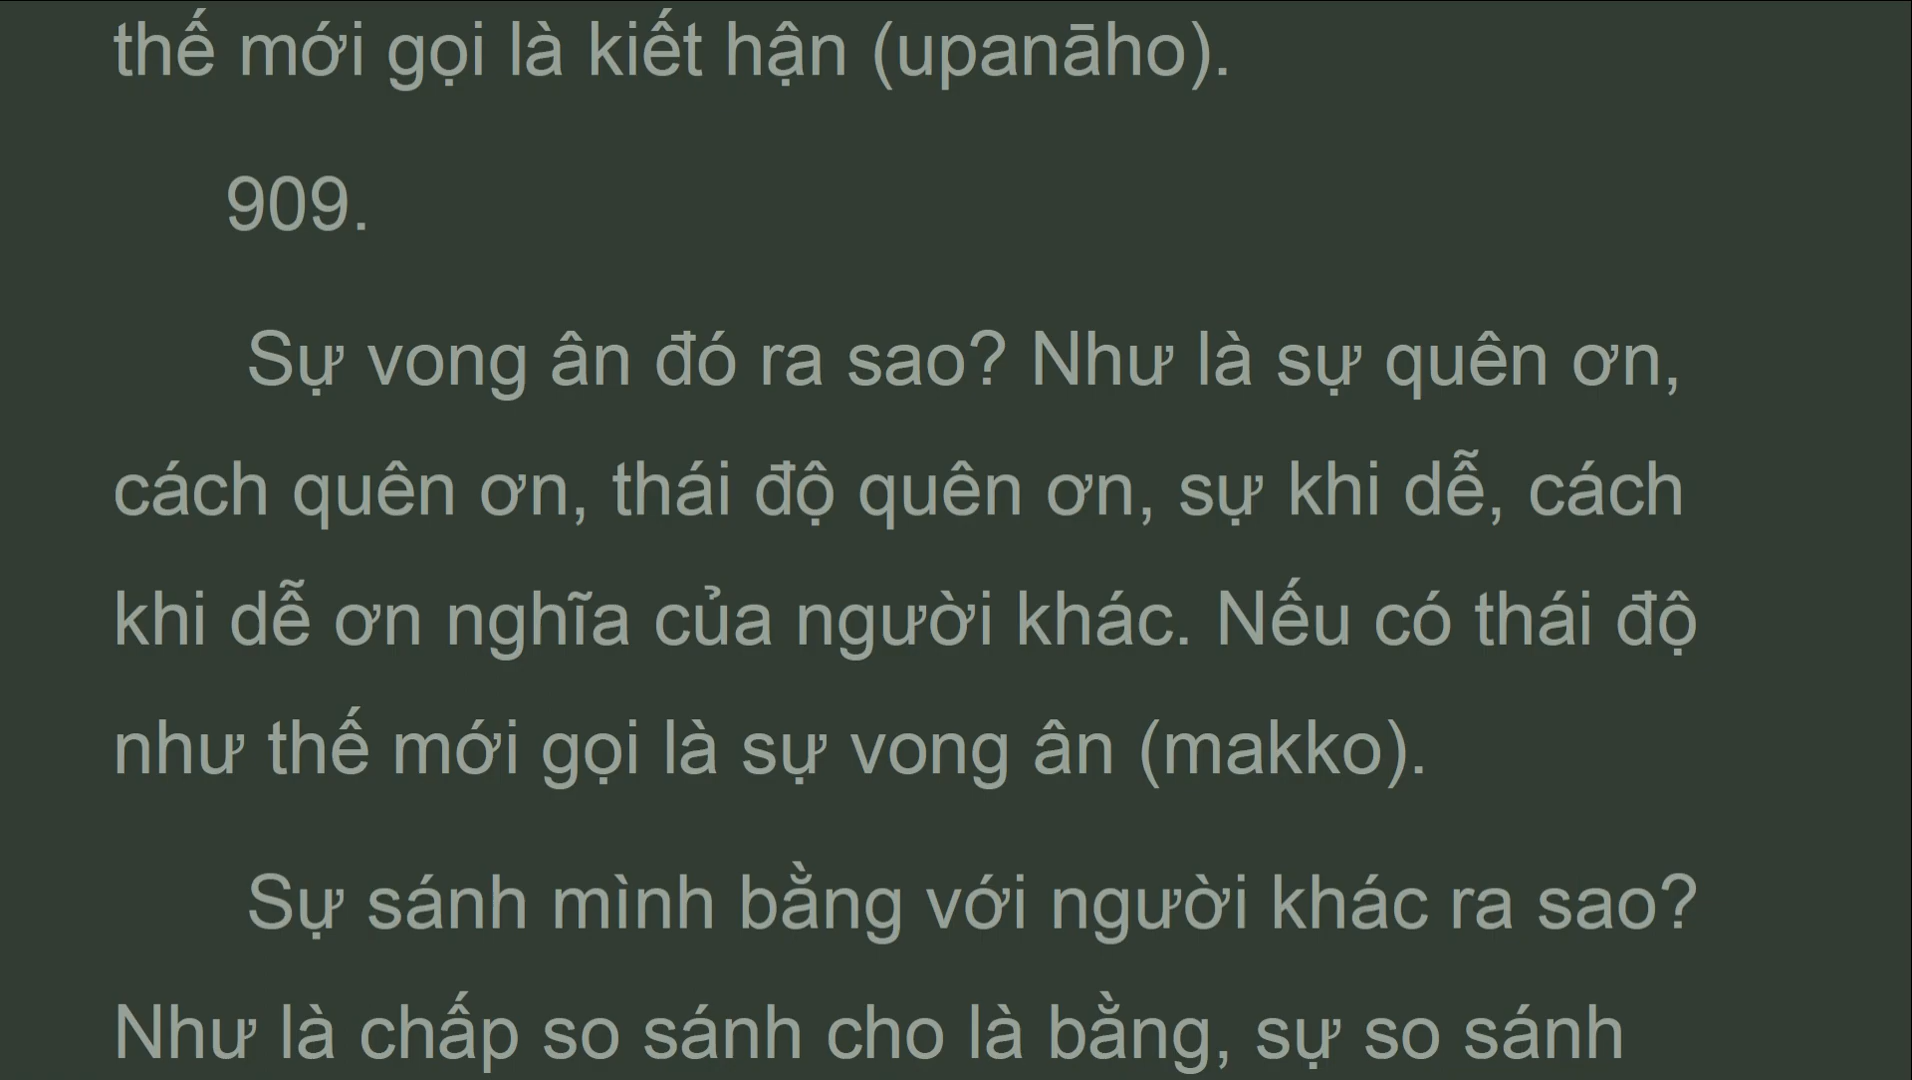 thế mới gọi là kiết hận (upanāho).
909.
Sự vong ân đó ra sao? Như là sự quên ơn,
cách quên ơn, thái độ quên ơn, sự khi dễ, cách
khi dễ ơn nghĩa của người khác. Nếu có thái độ
như thế mới gọi là sự vong ân (makko).
Sự sánh mình bằng với người khác ra sao?
Như là chấp so sánh cho là bằng, sự so sánh